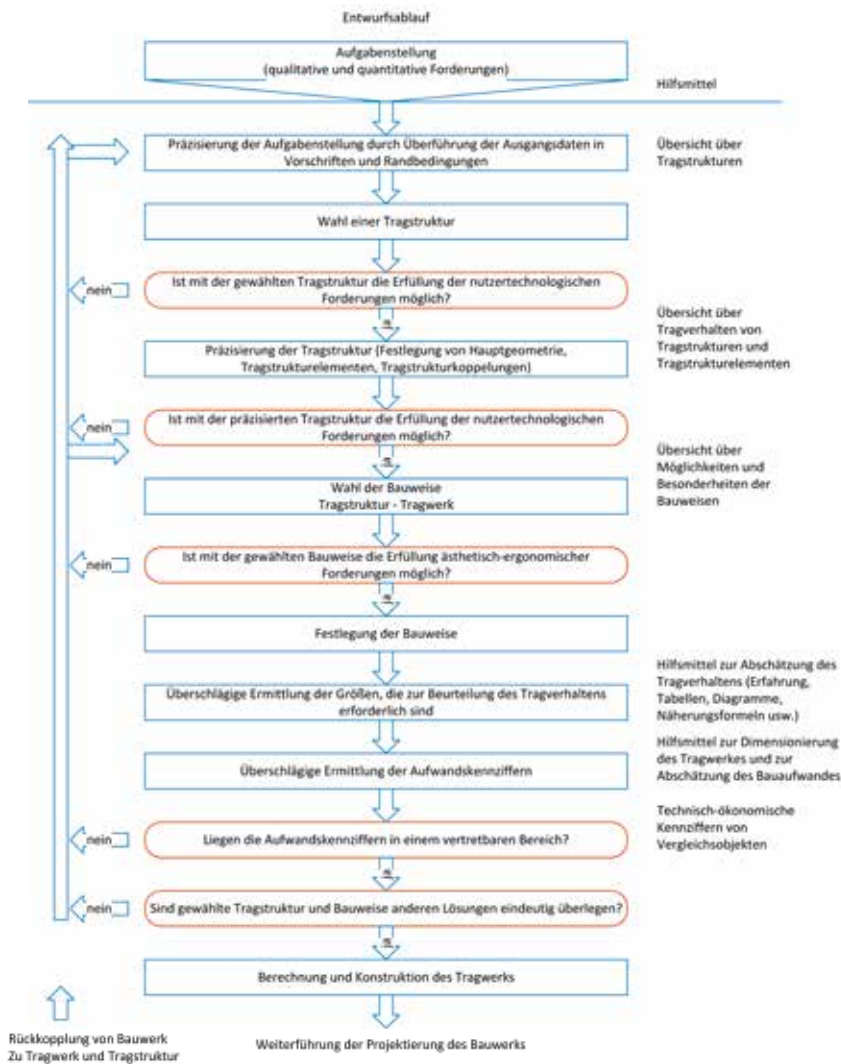 Entwurfsablauf
Aufgabenstellung
(qualitative und quantitative Forderungen)
Hilfsmittel
Präzisierung der Aufgabenstellung durch Überführung der Ausgangsdaten in
Vorschriften und Randbedingungen
Übersicht über
Tragstrukturen
Wahl einer Tragstruktur
nein
Ist mit der gewählten Tragstruktur die Erfüllung der nutzertechnologischen
Forderungen möglich?
Übersicht über
Tragverhalten von
Tragstrukturen und
Tragstrukturelementen
Präzisierung der Tragstruktur (Festlegung von Hauptgeometrie,
Tragstrukturelementen, Tragstrukturkoppelungen)
nein
Ist mit der präzisierten Tragstruktur die Erfüllung der nutzertechnologischen
Forderungen möglich?
Übersicht über
Möglichkeiten und
Besonderheiten der
Bauweisen
Wahl der Bauweise
Tragstruktur - Tragwerk
nein
Ist mit der gewählten Bauweise die Erfüllung ästhetisch-ergonomischer
Forderungen möglich?
Festlegung der Bauweise
Überschlägige Ermittlung der Größen, die zur Beurteilung des Tragverhaltens
erforderlich sind
Hilfsmittel zur Abschätzung des
Tragverhaltens (Erfahrung,
Tabellen, Diagramme,
Näherungsformeln usw.)
Überschlägige Ermittlung der Aufwandskennziffern
Hilfsmittel zur Dimensionierung
des Tragwerkes und zur
Abschätzung des Bauaufwandes
nein
Liegen die Aufwandskennziffern in einem vertretbaren Bereich?
Technisch-ökonomische
Kennziffern von
Vergleichsobjekten
nein
Sind gewählte Tragstruktur und Bauweise anderen Lösungen eindeutig überlegen?
Berechnung und Konstruktion des Tragwerks
Rückkopplung von Bauwerk
Zu Tragwerk und Tragstruktur
Weiterführung der Projektierung des Bauwerks